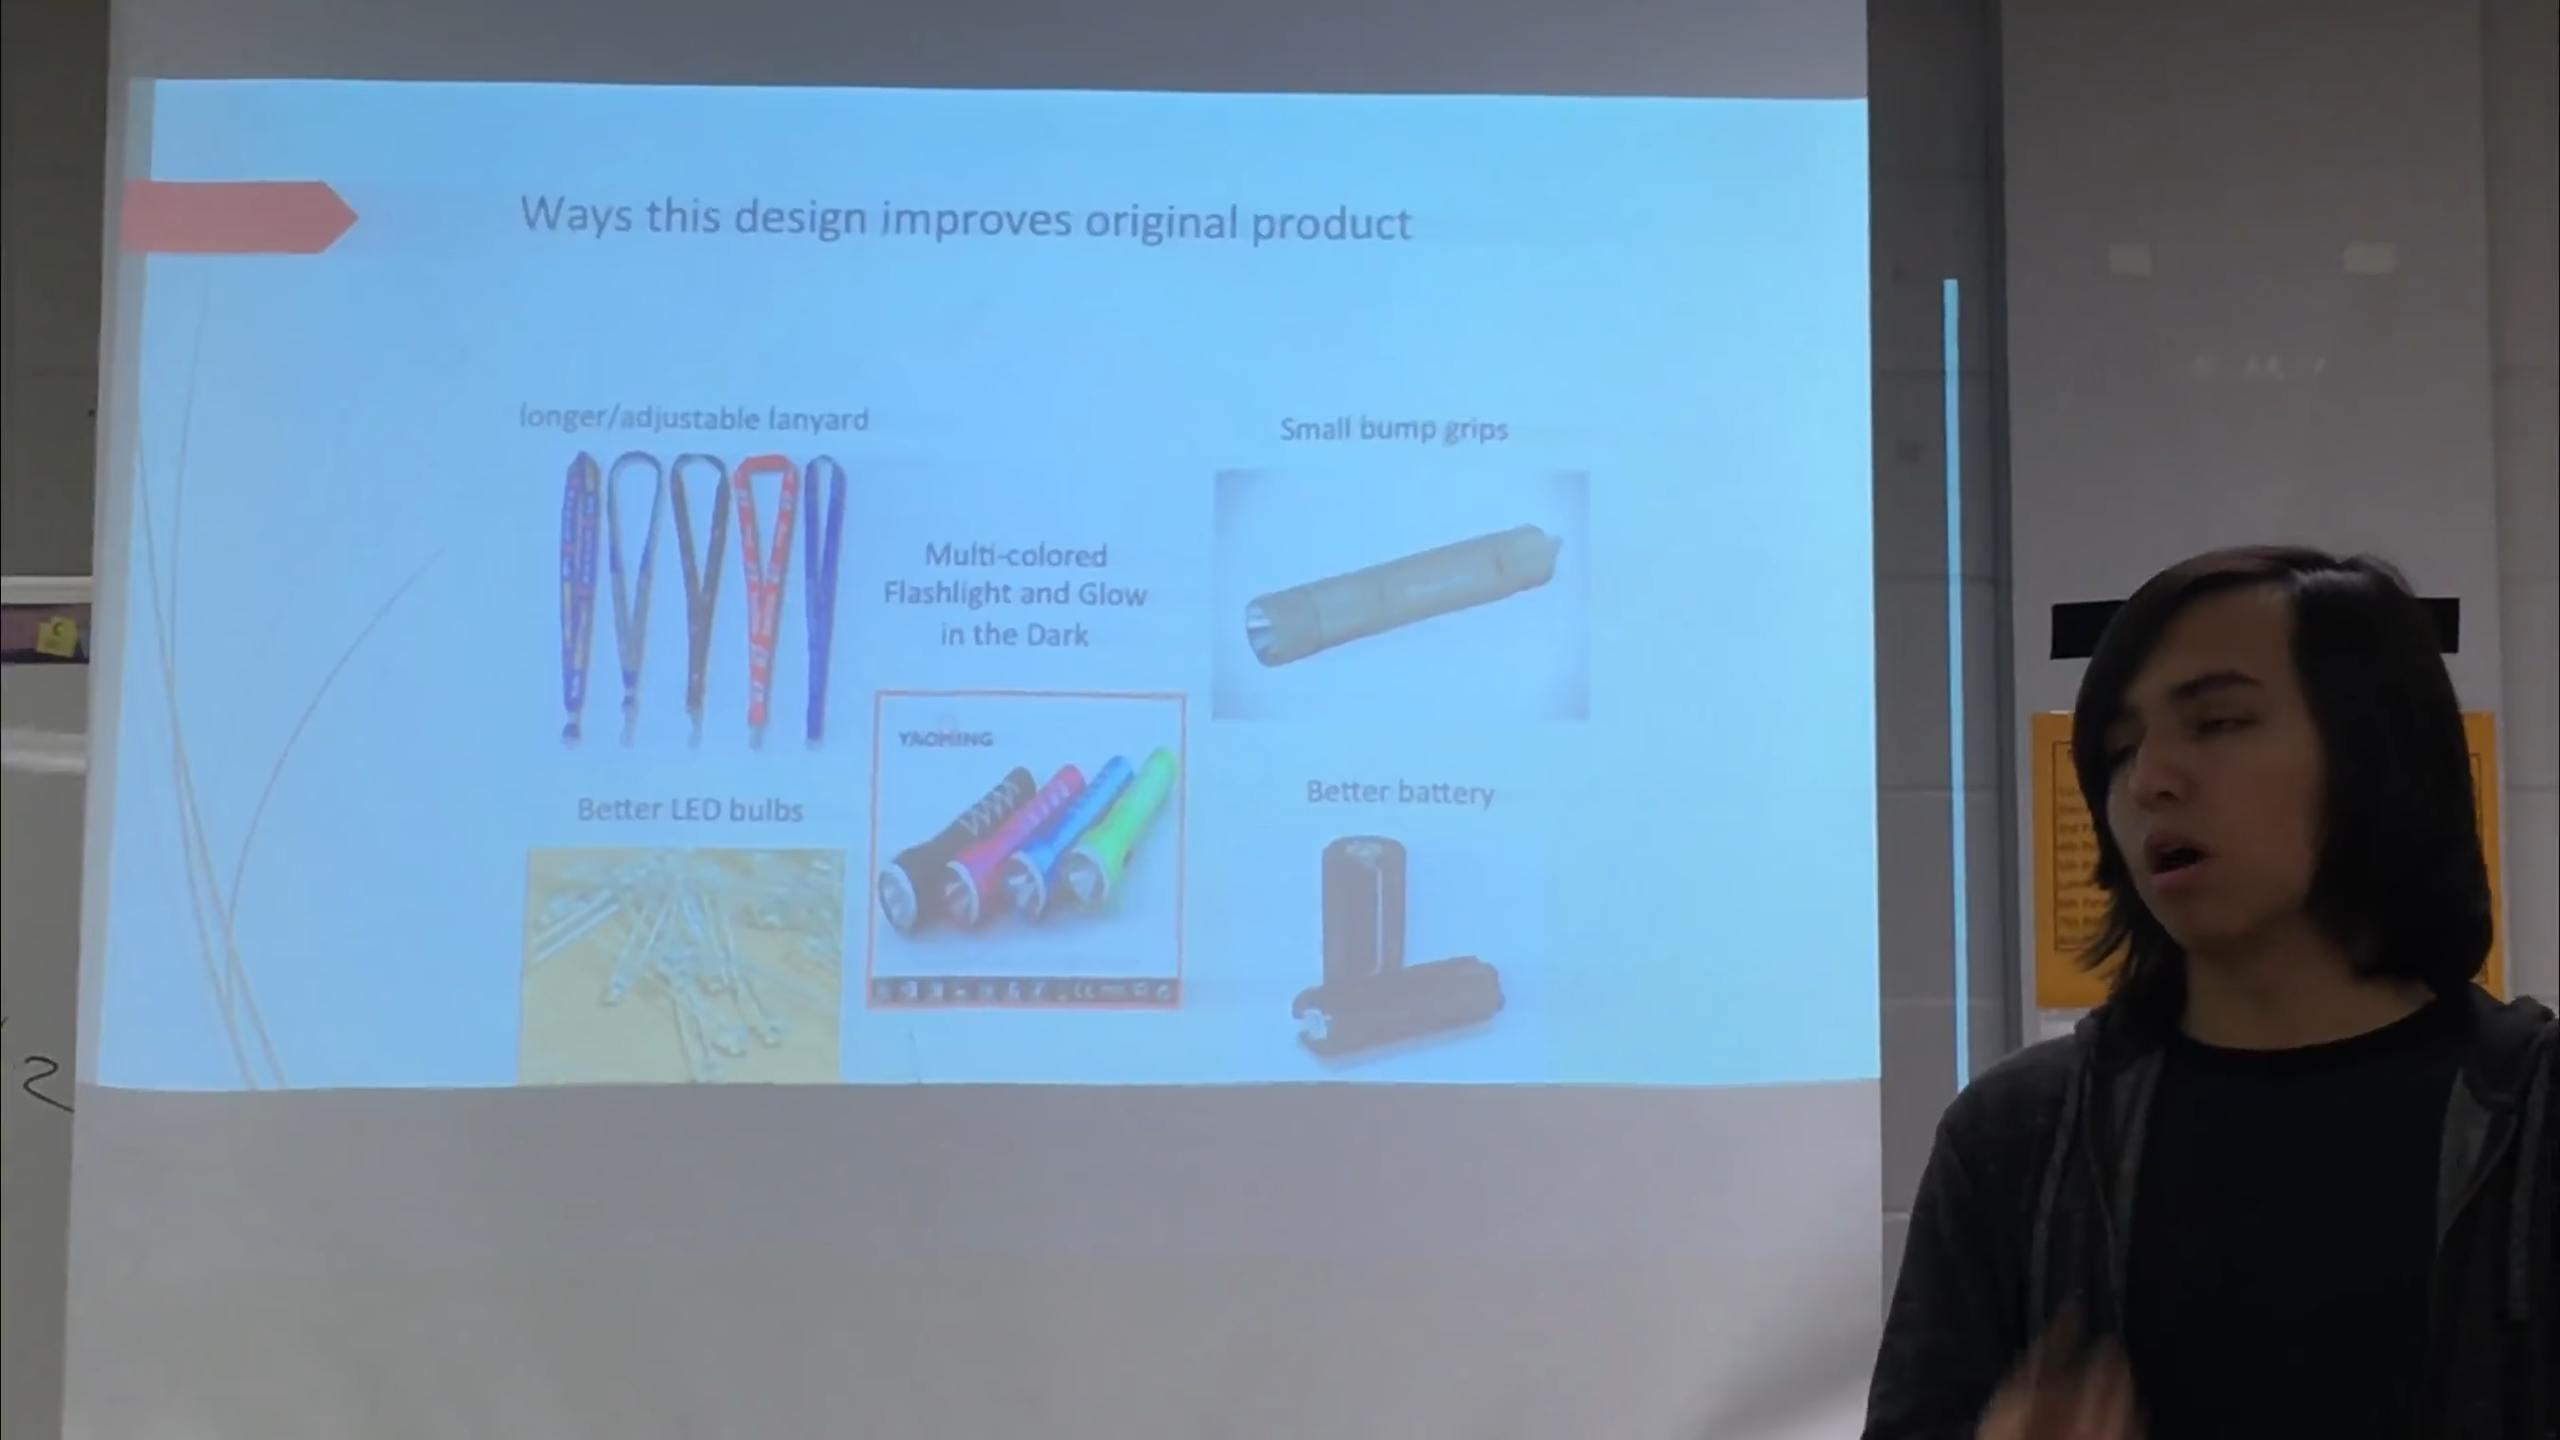 Ways this design improves original product
longer/adjustable lanyard
Small bump grips
Multi-colored
Flashlight and Glow
in the Dark
YAOMING
Better LED bulbs
Better battery
C
2